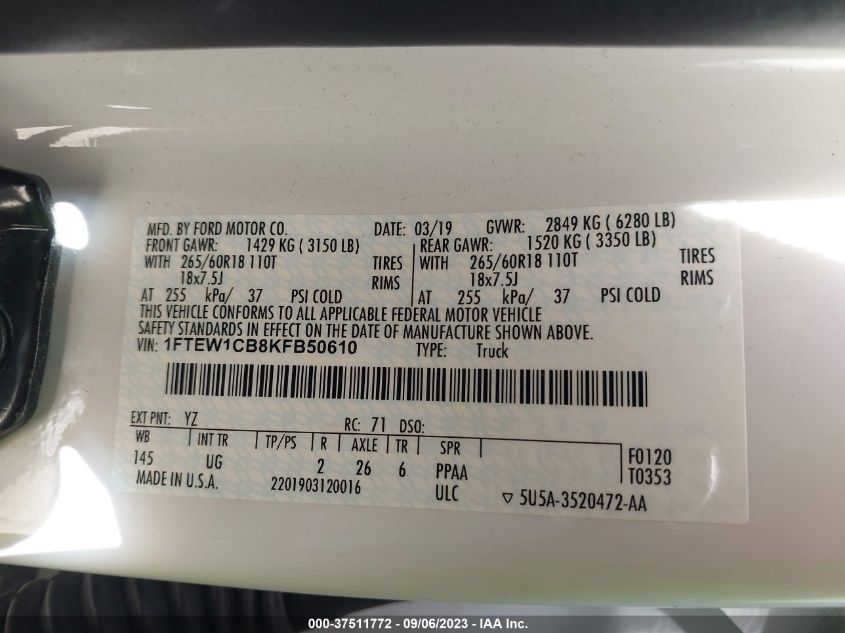 MFD. BY FORD MOTOR CO. DATE: 03/19 GVWR: 2849 KG ( 6280 LB)
FRONT GAWR: 1429 KG ( 3150 LB) REAR GAWR: 1520 KG ( 3350 LB)
WITH 265/60R18 110T TIRES WITH 265/60R18 110T TIRES
18x7.5J RIMS 18x7.5J RIMS
AT 255 kPa/ 37 PSI COLD AT 255 kPa/ 37 PSI COLD
THIS VEHICLE CONFORMS TO ALL APPLICABLE FEDERAL MOTOR VEHICLE
SAFETY STANDARDS IN EFFECT ON THE DATE OF MANUFACTURE SHOWN ABOVE.
VIN: 1FTEW1CB8KFB50610 TYPE: Truck
EXT PNT: YZ RC: 71 DSO:
WB INT TR TP/PS R AXLE TR SPR F0120
145 UG 2 26 6 PPAA T0353
MADE IN U.S.A. 2201903120016 ULC ▽ 5U5A-3520472-AA
000-37511772 - 09/06/2023 - IAA Inc.